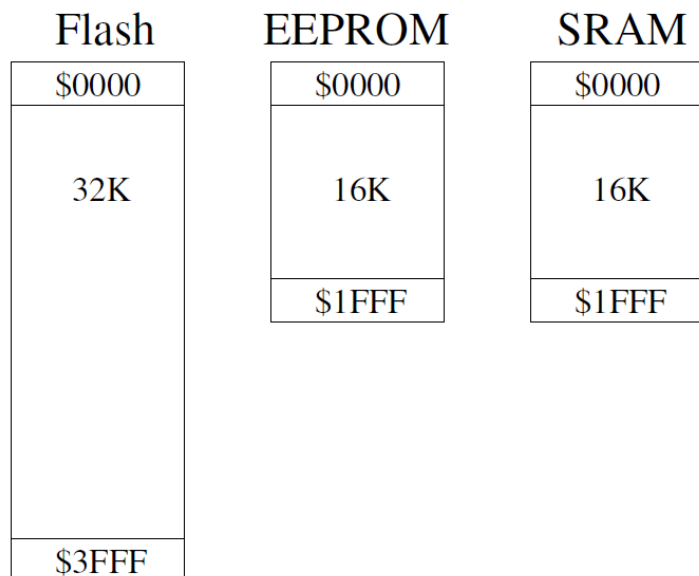 Flash EEPROM SRAM
$0000 $0000 $0000
32K 16K 16K
$1FFF $1FFF
$3FFF